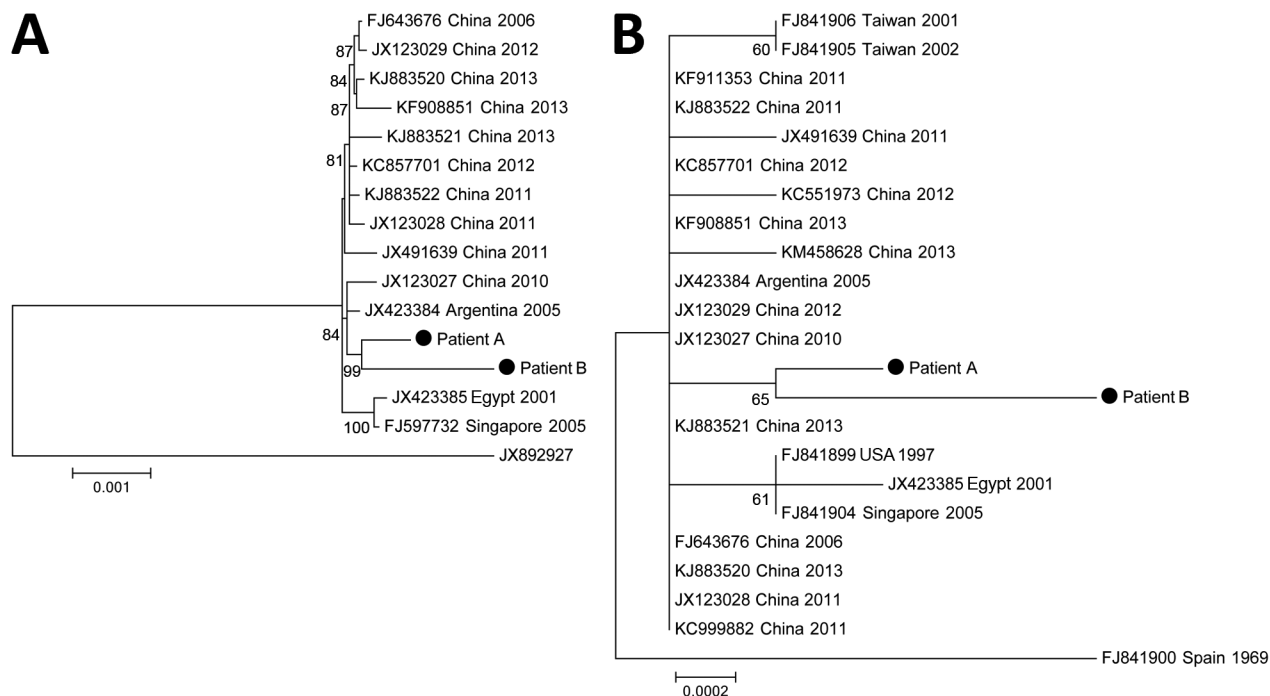 A
FJ643676 China 2006
87
JX123029 China 2012
84
KJ883520 China 2013
87
KF908851 China 2013
KJ883521 China 2013
81
KC857701 China 2012
KJ883522 China 2011
JX123028 China 2011
JX491639 China 2011
JX123027 China 2010
JX423384 Argentina 2005
84
Patient A
99
Patient B
JX423385 Egypt 2001
100
FJ597732 Singapore 2005
JX892927
0.001
B
FJ841906 Taiwan 2001
60
FJ841905 Taiwan 2002
KF911353 China 2011
KJ883522 China 2011
JX491639 China 2011
KC857701 China 2012
KC551973 China 2012
KF908851 China 2013
KM458628 China 2013
JX423384 Argentina 2005
JX123029 China 2012
JX123027 China 2010
Patient A
65
Patient B
KJ883521 China 2013
FJ841899 USA 1997
JX423385 Egypt 2001
61
FJ841904 Singapore 2005
FJ643676 China 2006
KJ883520 China 2013
JX123028 China 2011
KC999882 China 2011
FJ841900 Spain 1969
0.0002